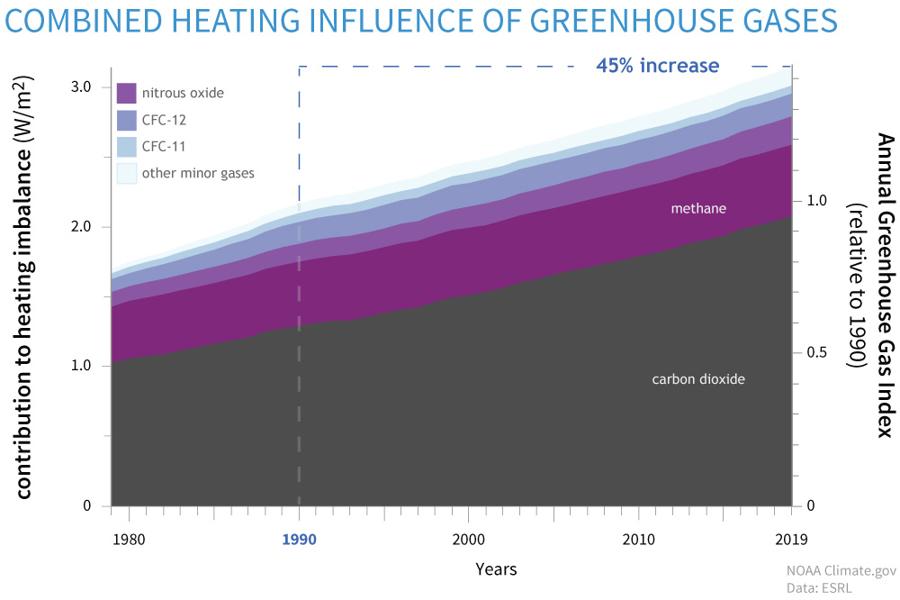 COMBINED HEATING INFLUENCE OF GREENHOUSE GASES
contribution to heating imbalance (W/m²)
3.0
2.0
1.0
0
nitrous oxide
CFC-12
CFC-11
other minor gases
45% increase
methane
carbon dioxide
1.0
0.5
0
Annual Greenhouse Gas Index
(relative to 1990)
1980
1990
2000
2010
2019
Years
NOAA Climate.gov
Data: ESRL